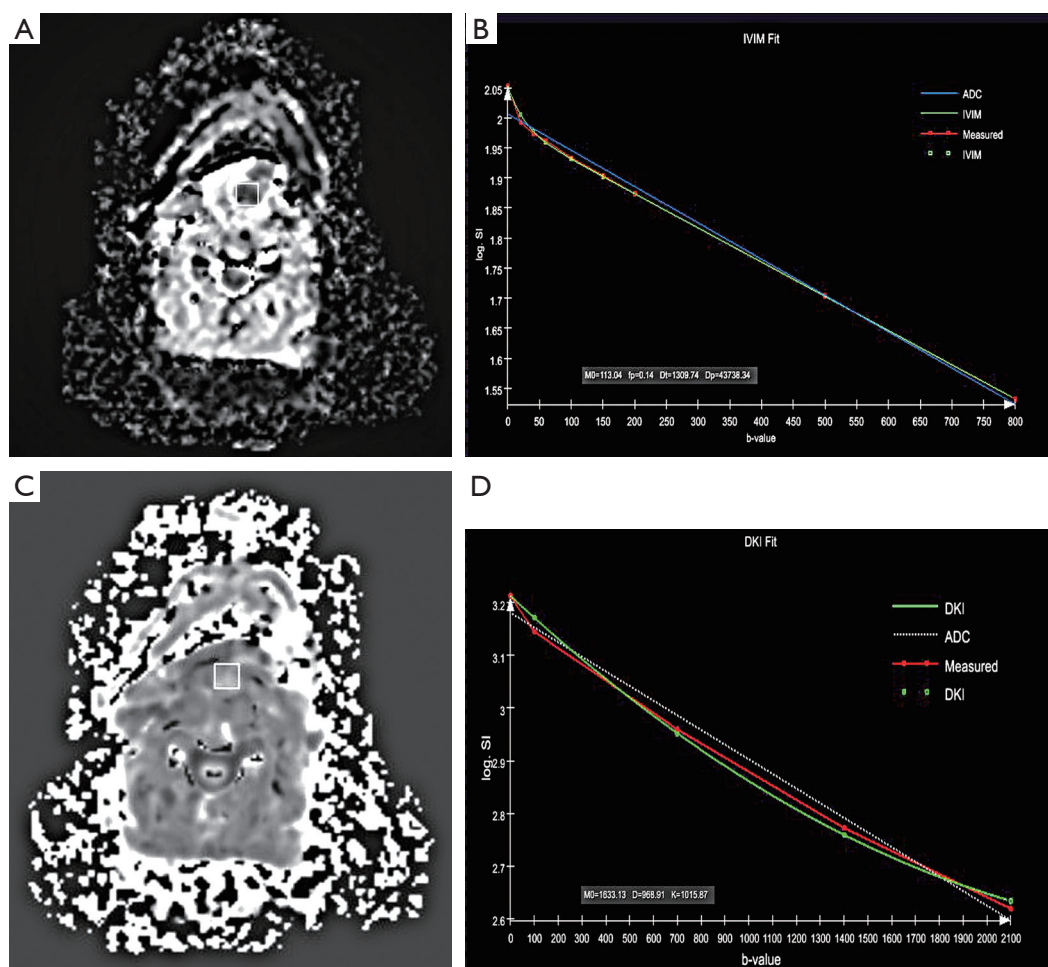 A
B
IVIM Fit
ADC
IVIM
Measured
IVIM
2.05
2
1.95
1.9
1.85
1.8
1.75
1.7
1.65
1.6
1.55
log. SI
M0=113.04 fp=0.14 Dt=1309.74 Dp=43738.34
0 50 100 150 200 250 300 350 400 450 500 550 600 650 700 750 800
b-value
C
D
DKI Fit
DKI
ADC
Measured
DKI
3.2
3.1
3
2.9
2.8
2.7
2.6
log. SI
M0=1633.13 D=968.91 K=1015.87
0 100 200 300 400 500 600 700 800 900 1000 1100 1200 1300 1400 1500 1600 1700 1800 1900 2000 2100
b-value